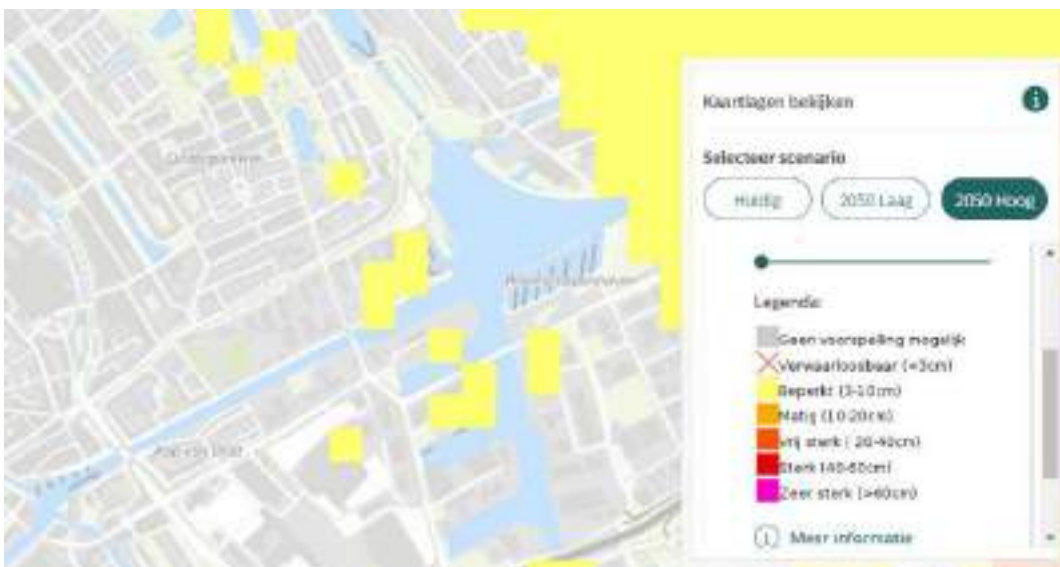 Kaartlagen bekijken
Selecteer scenario
Huidig
2050 Laag
2050 Hoog
Legenda:
Geen voorspelling mogelijk
Verwaarloosbaar (<3cm)
Beperkt (3-10cm)
Matig (10-20cm)
Vrij sterk ( 20-40cm)
Sterk (40-60cm)
Zeer sterk (>60cm)
Meer informatie